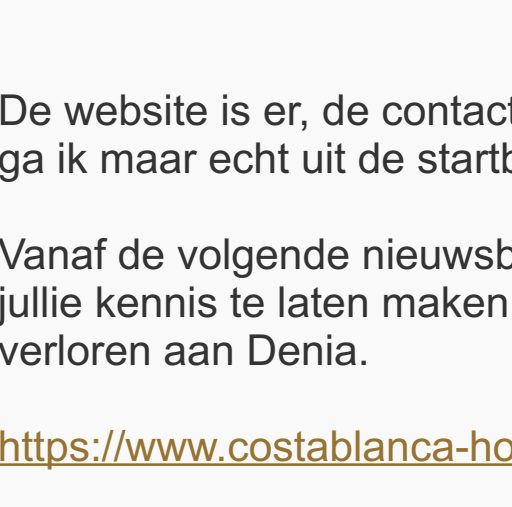 De website is er, de contact
ga ik maar echt uit de startb
Vanaf de volgende nieuwsb
jullie kennis te laten maken
verloren aan Denia.
https://www.costablanca-ho